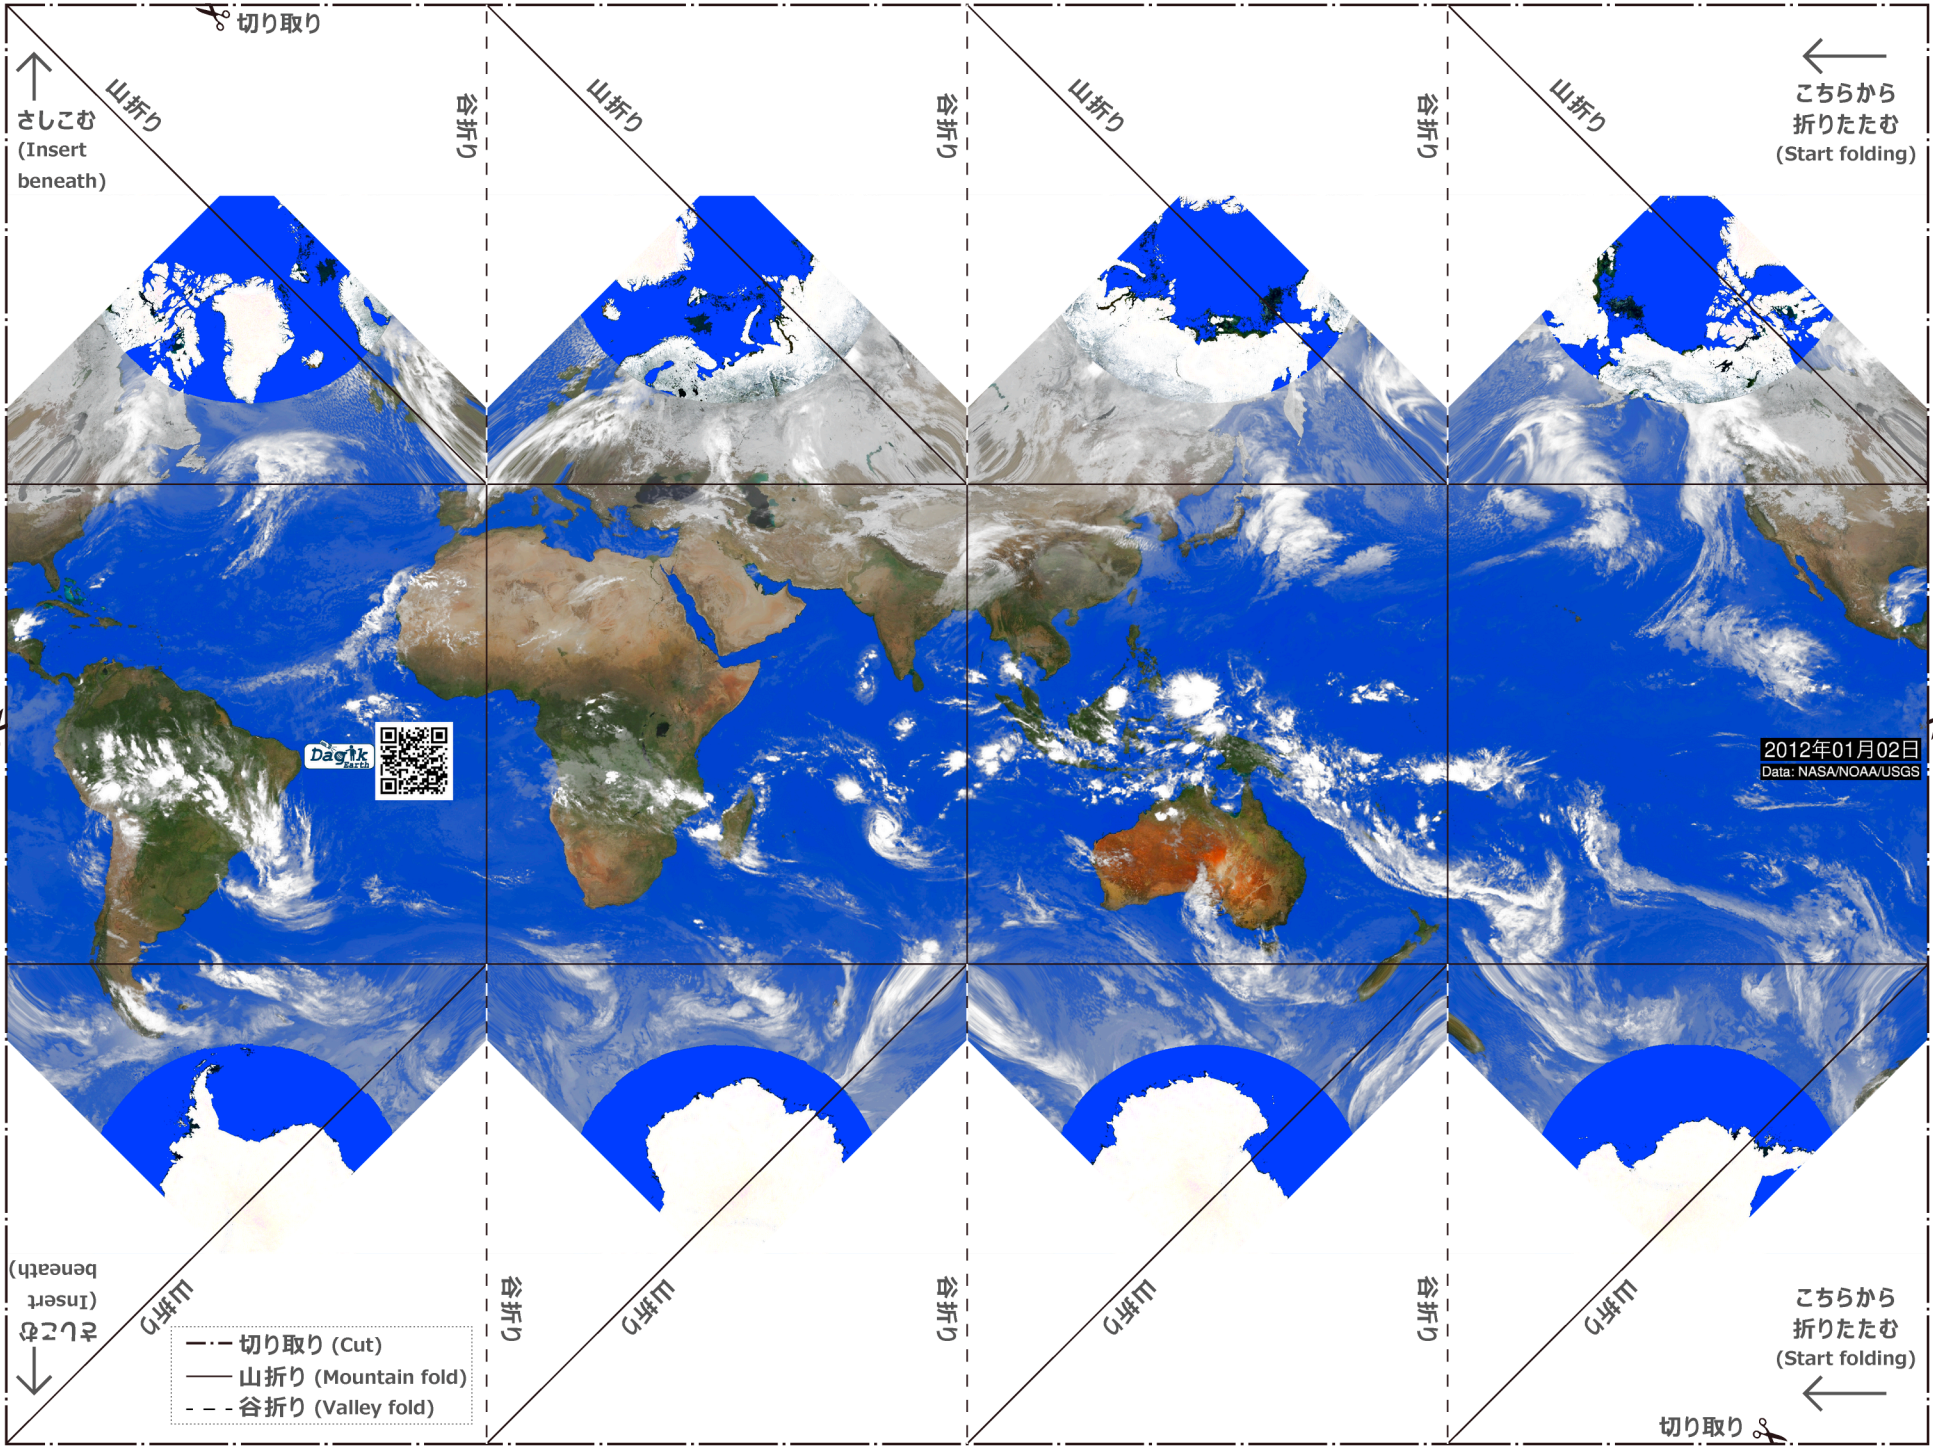 切り取り
山折り
谷折り
山折り
谷折り
山折り
谷折り
山折り
さしこむ
(Insert
beneath)
こちらから
折りたたむ
(Start folding)
Dagik
Earth
2012年01月02日
Data: NASA/NOAA/USGS
さしこむ
(Insert
beneath)
山折り
谷折り
山折り
谷折り
山折り
谷折り
山折り
切り取り (Cut)
山折り (Mountain fold)
谷折り (Valley fold)
こちらから
折りたたむ
(Start folding)
切り取り